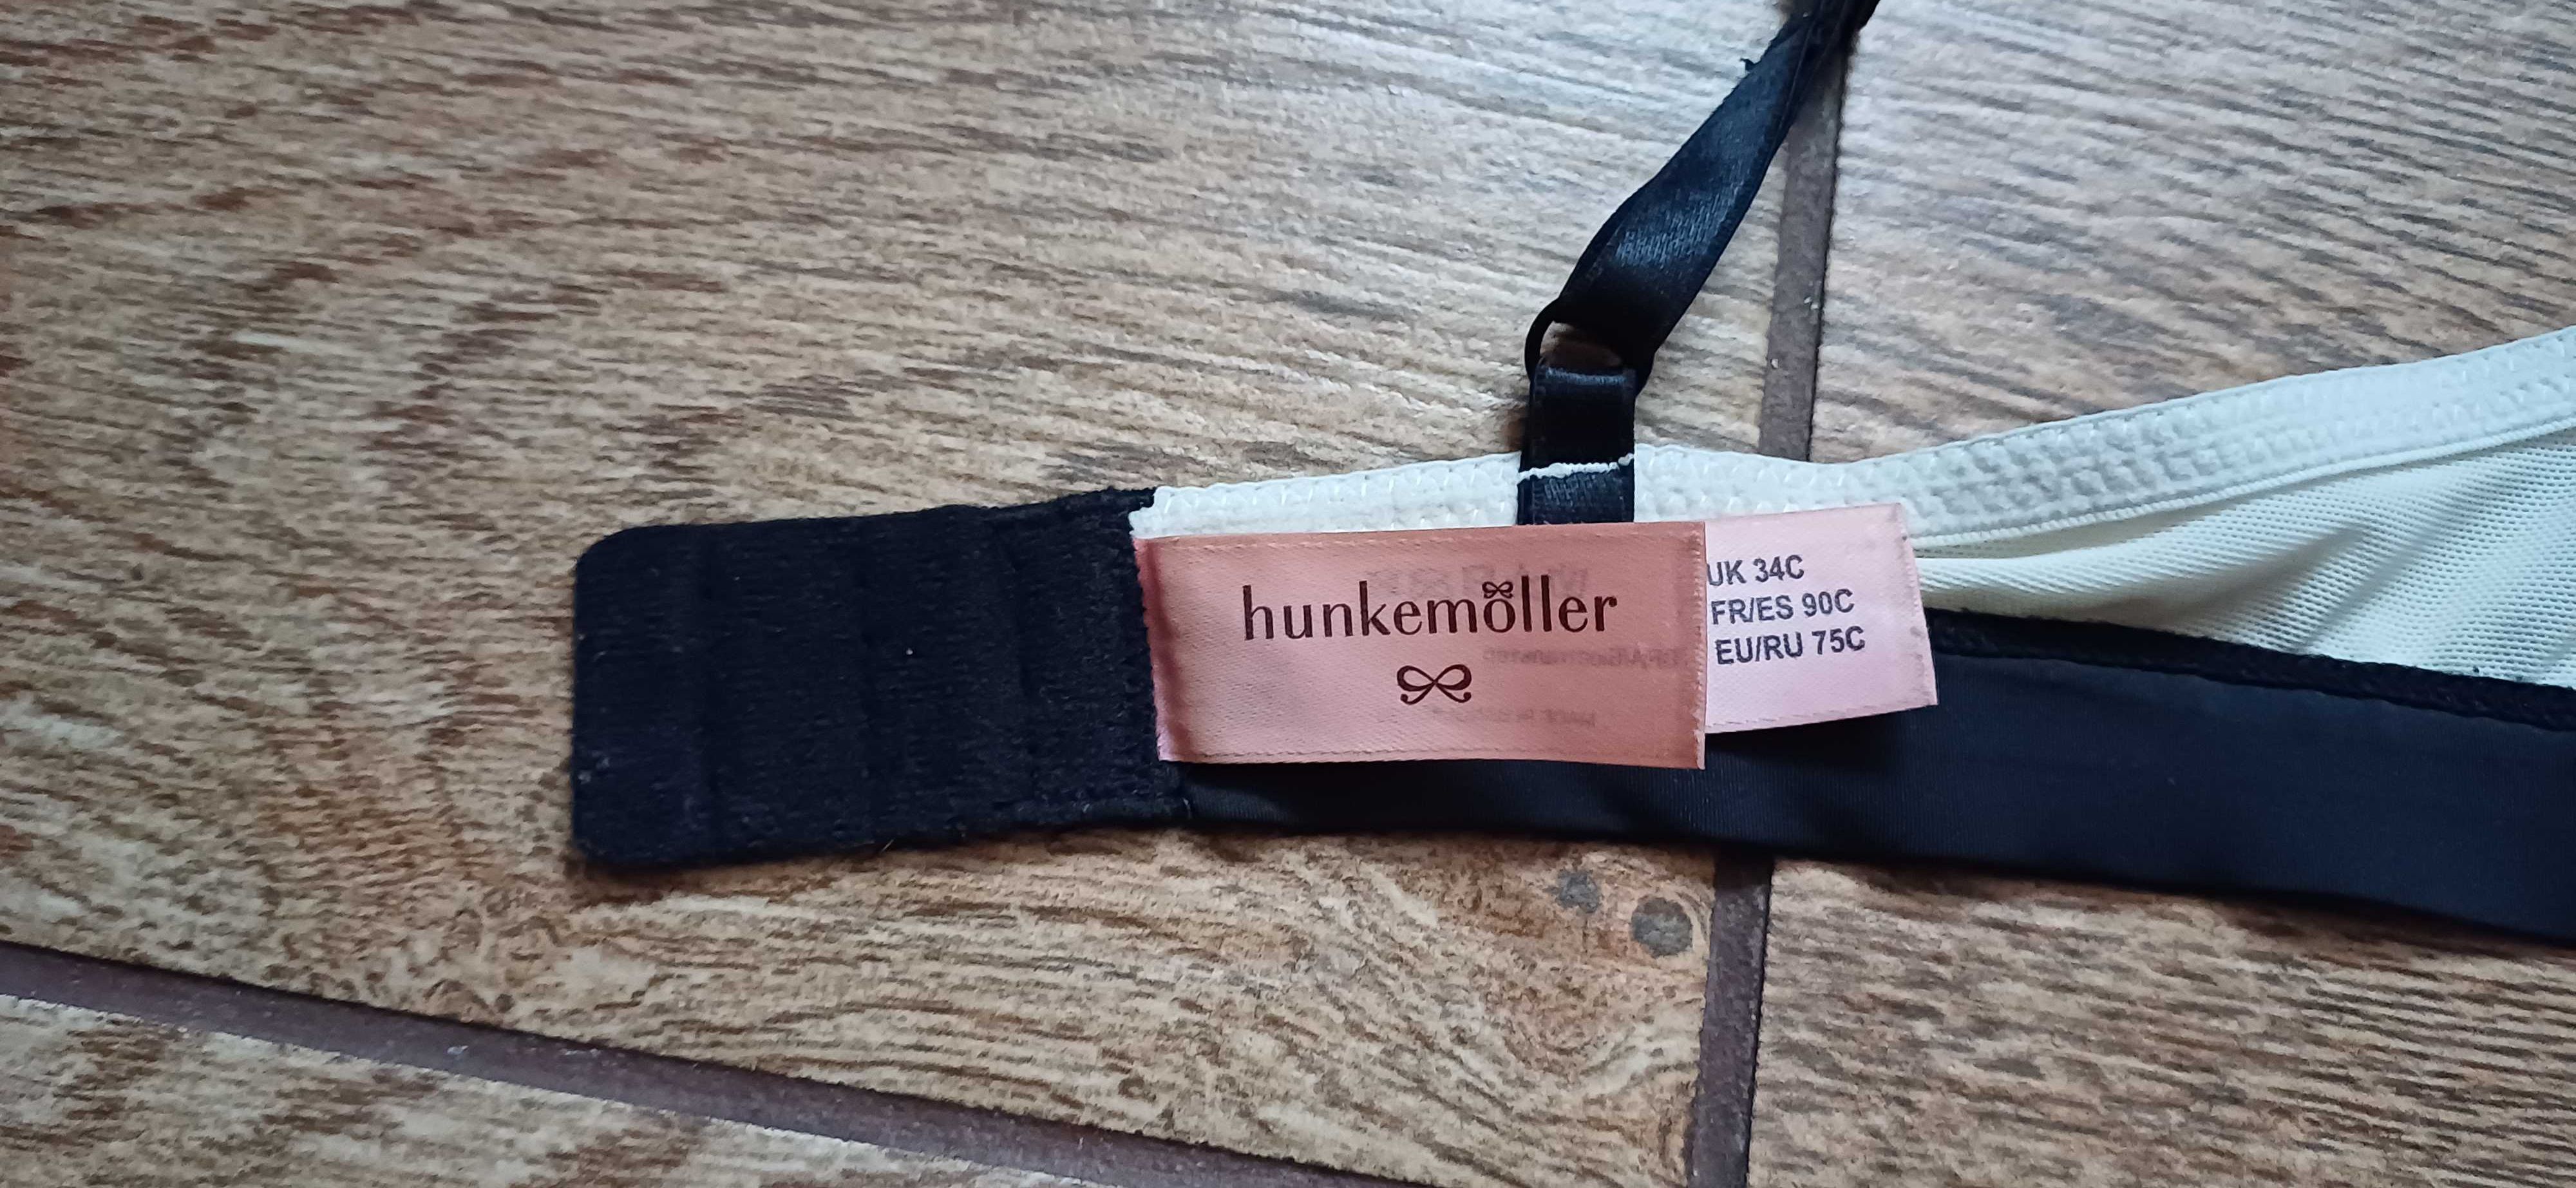 hunkemöller
UK 34C
FR/ES 90C
EU/RU 75C